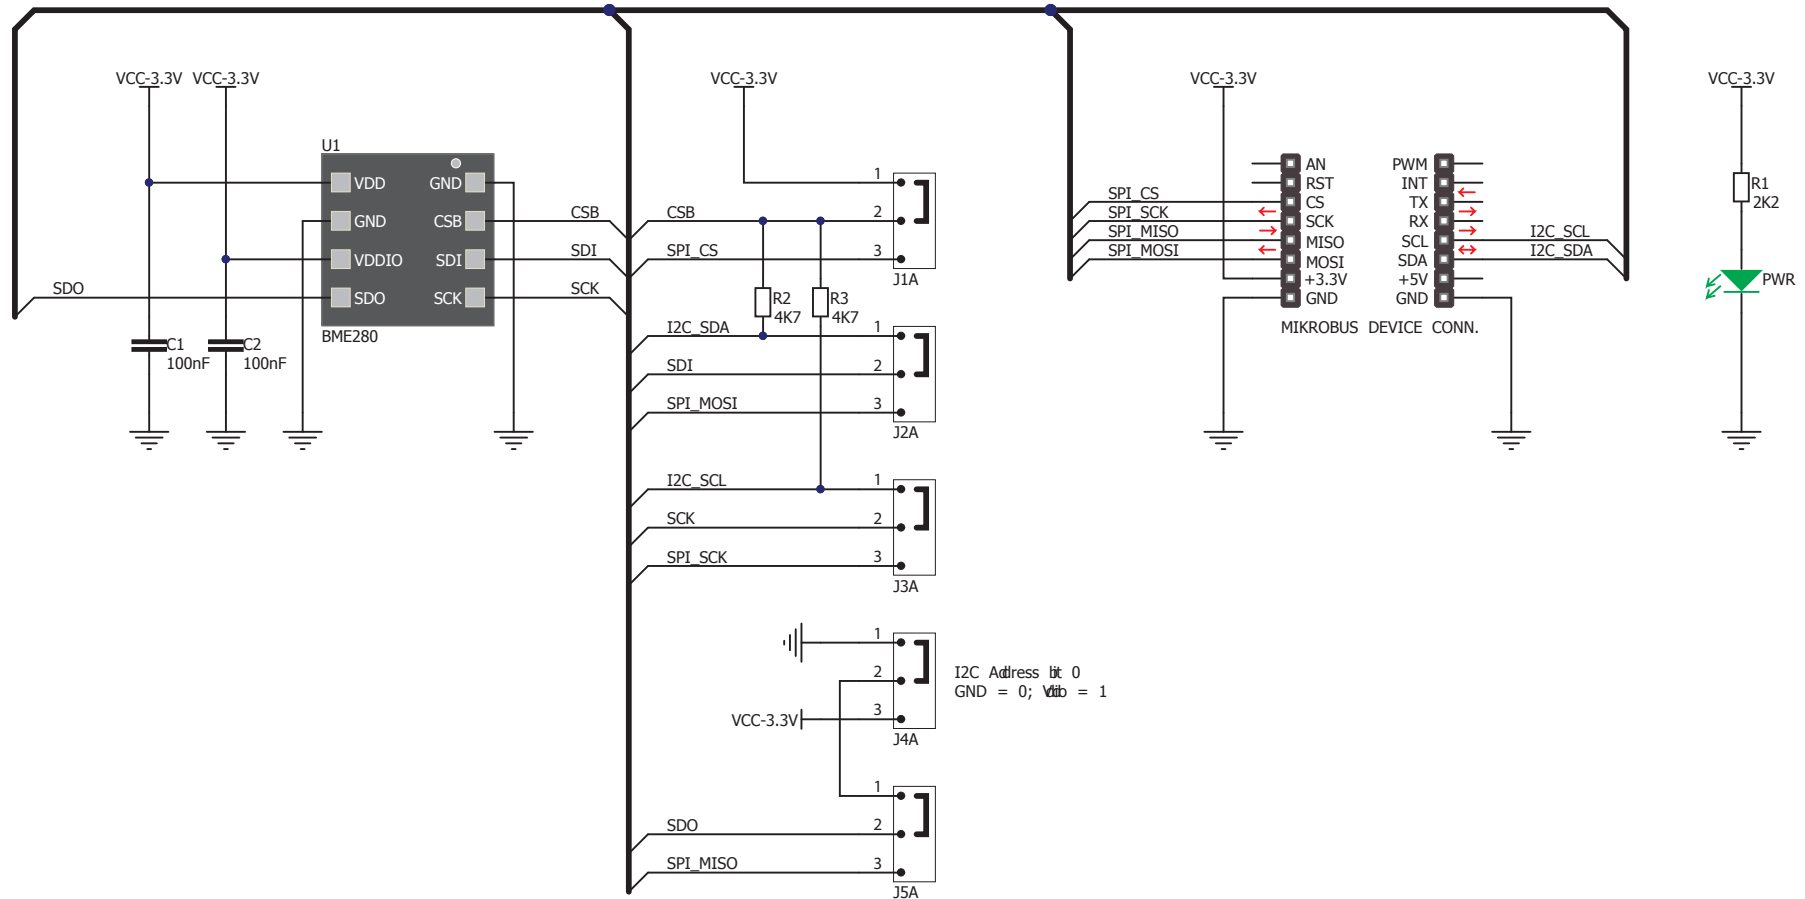 VCC-3.3V VCC-3.3V
U1
VDD GND
GND CSB
VDDIO SDI
SDO SCK
BME280
CSB
SDI
SCK
SDO
C1
100nF
C2
100nF
VCC-3.3V
CSB
SPI_CS
1
2
3
J1A
R2
4K7
R3
4K7
I2C_SDA
SDI
SPI_MOSI
1
2
3
J2A
I2C_SCL
SCK
SPI_SCK
1
2
3
J3A
VCC-3.3V
1
2
3
J4A
I2C Adress bit 0
GND = 0; Vddio = 1
SDO
SPI_MISO
1
2
3
J5A
VCC-3.3V
SPI_CS
SPI_SCK
SPI_MISO
SPI_MOSI
AN PWM
RST INT
CS TX
SCK RX
MISO SCL
MOSI SDA
+3.3V +5V
GND GND
MIKROBUS DEVICE CONN.
I2C_SCL
I2C_SDA
VCC-3.3V
R1
2K2
PWR